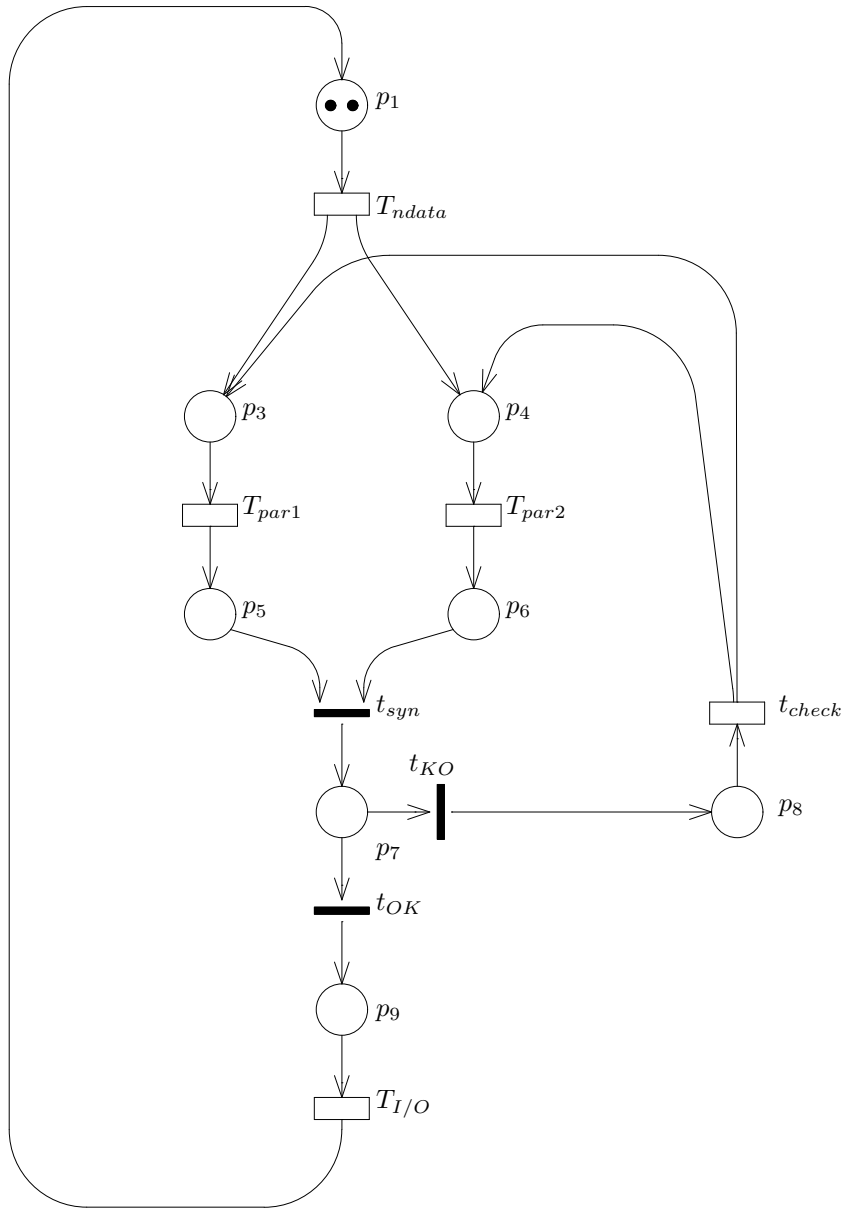 p1
Tndata
p3
p4
Tpar1
Tpar2
p5
p6
tsyn
tcheck
tKO
p8
p7
tOK
p9
TI/O